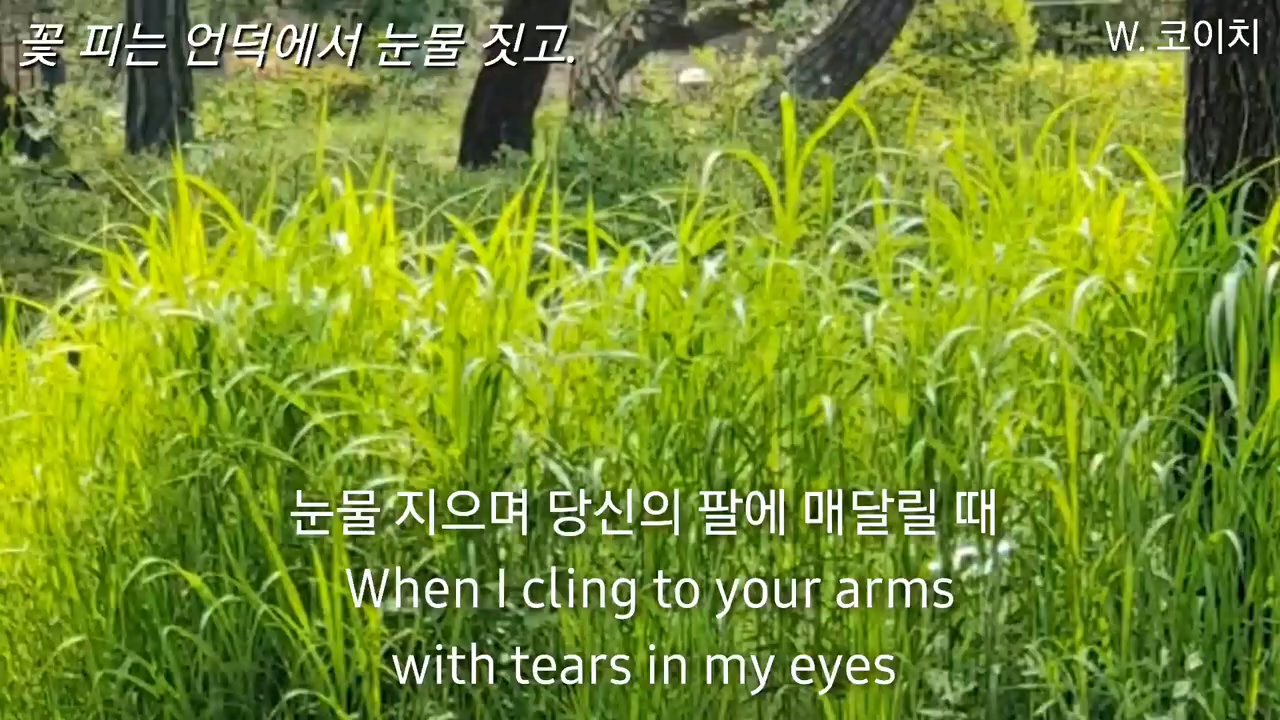 꽃 피는 언덕에서 눈물 짓고.
W. 코이치
눈물 지으며 당신의 팔에 매달릴 때
When I cling to your arms
with tears in my eyes